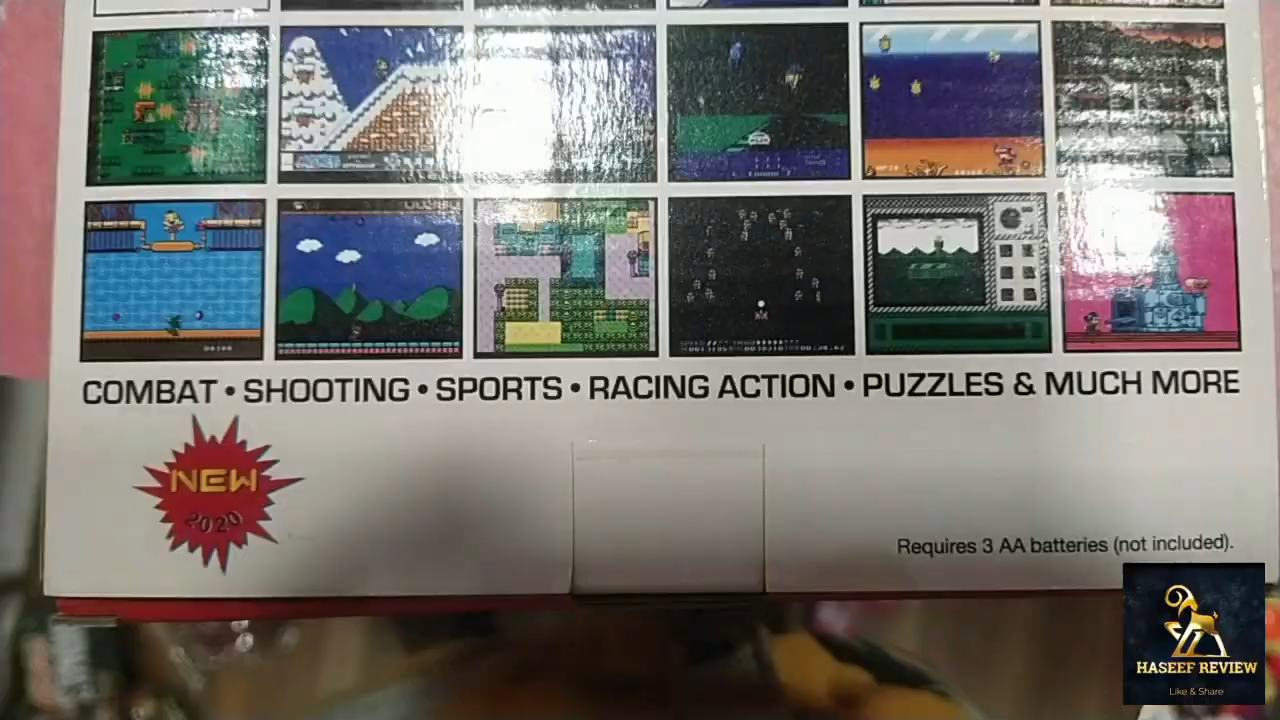 COMBAT • SHOOTING • SPORTS • RACING ACTION • PUZZLES & MUCH MORE
NEW
2020
Requires 3 AA batteries (not included).
HASEEF REVIEW
Like & Share